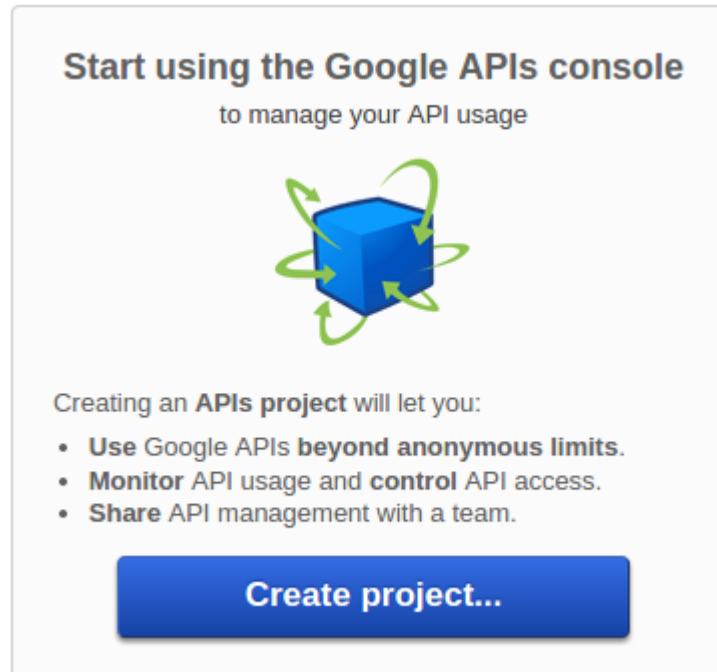 Start using the Google APIs console
to manage your API usage
Creating an APIs project will let you:
• Use Google APIs beyond anonymous limits.
• Monitor API usage and control API access.
• Share API management with a team.
Create project...